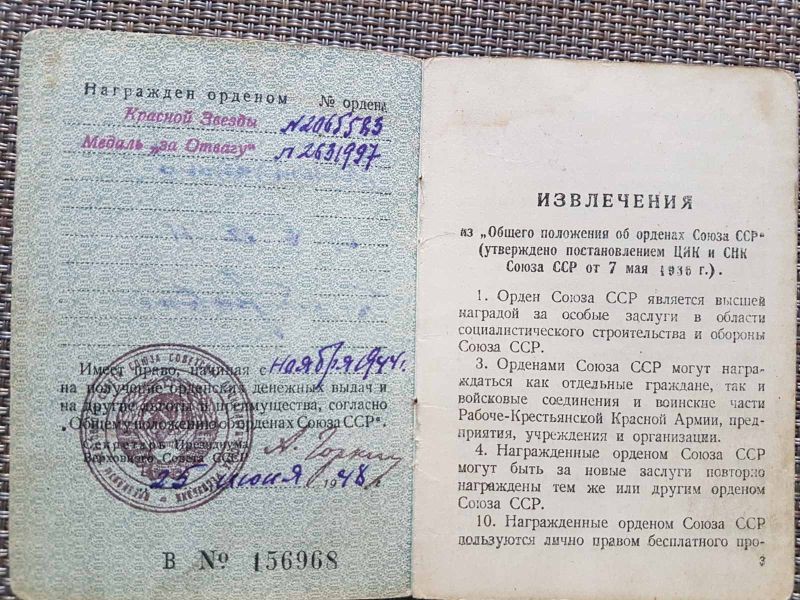 Награжден орденом № ордена
Красной Звезды № 2065583
Медаль „за Отвагу" № 2631997
Имеет право, начиная с ноября 1944 г.
на получение орденских денежных выдач и
на другие льготы и преимущества, согласно
„Общему положению об орденах Союза ССР".
Секретарь Президиума
Верховного Совета СССР А. Горкин
25 июня 1948 г.
В № 156968
ИЗВЛЕЧЕНИЯ
из „Общего положения об орденах Союза ССР"
(утверждено постановлением ЦИК и СНК
Союза ССР от 7 мая 1936 г.).
1. Орден Союза ССР является высшей
наградой за особые заслуги в области
социалистического строительства и обороны
Союза ССР.
3. Орденами Союза ССР могут награ-
ждаться как отдельные граждане, так и
войсковые соединения и воинские части
Рабоче-Крестьянской Красной Армии, пред-
приятия, учреждения и организации.
4. Награжденные орденом Союза ССР
могут быть за новые заслуги повторно
награждены тем же или другим орденом
Союза ССР.
10. Награжденные орденом Союза ССР
пользуются лично правом бесплатного про-
3